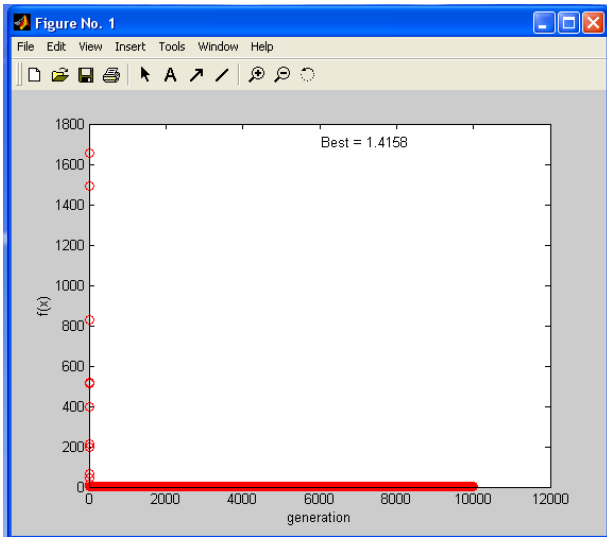 Figure No. 1
File Edit View Insert Tools Window Help
1800
Best = 1.4158
1600
1400
1200
1000
f(x)
800
600
400
200
0
0 2000 4000 6000 8000 10000 12000
generation